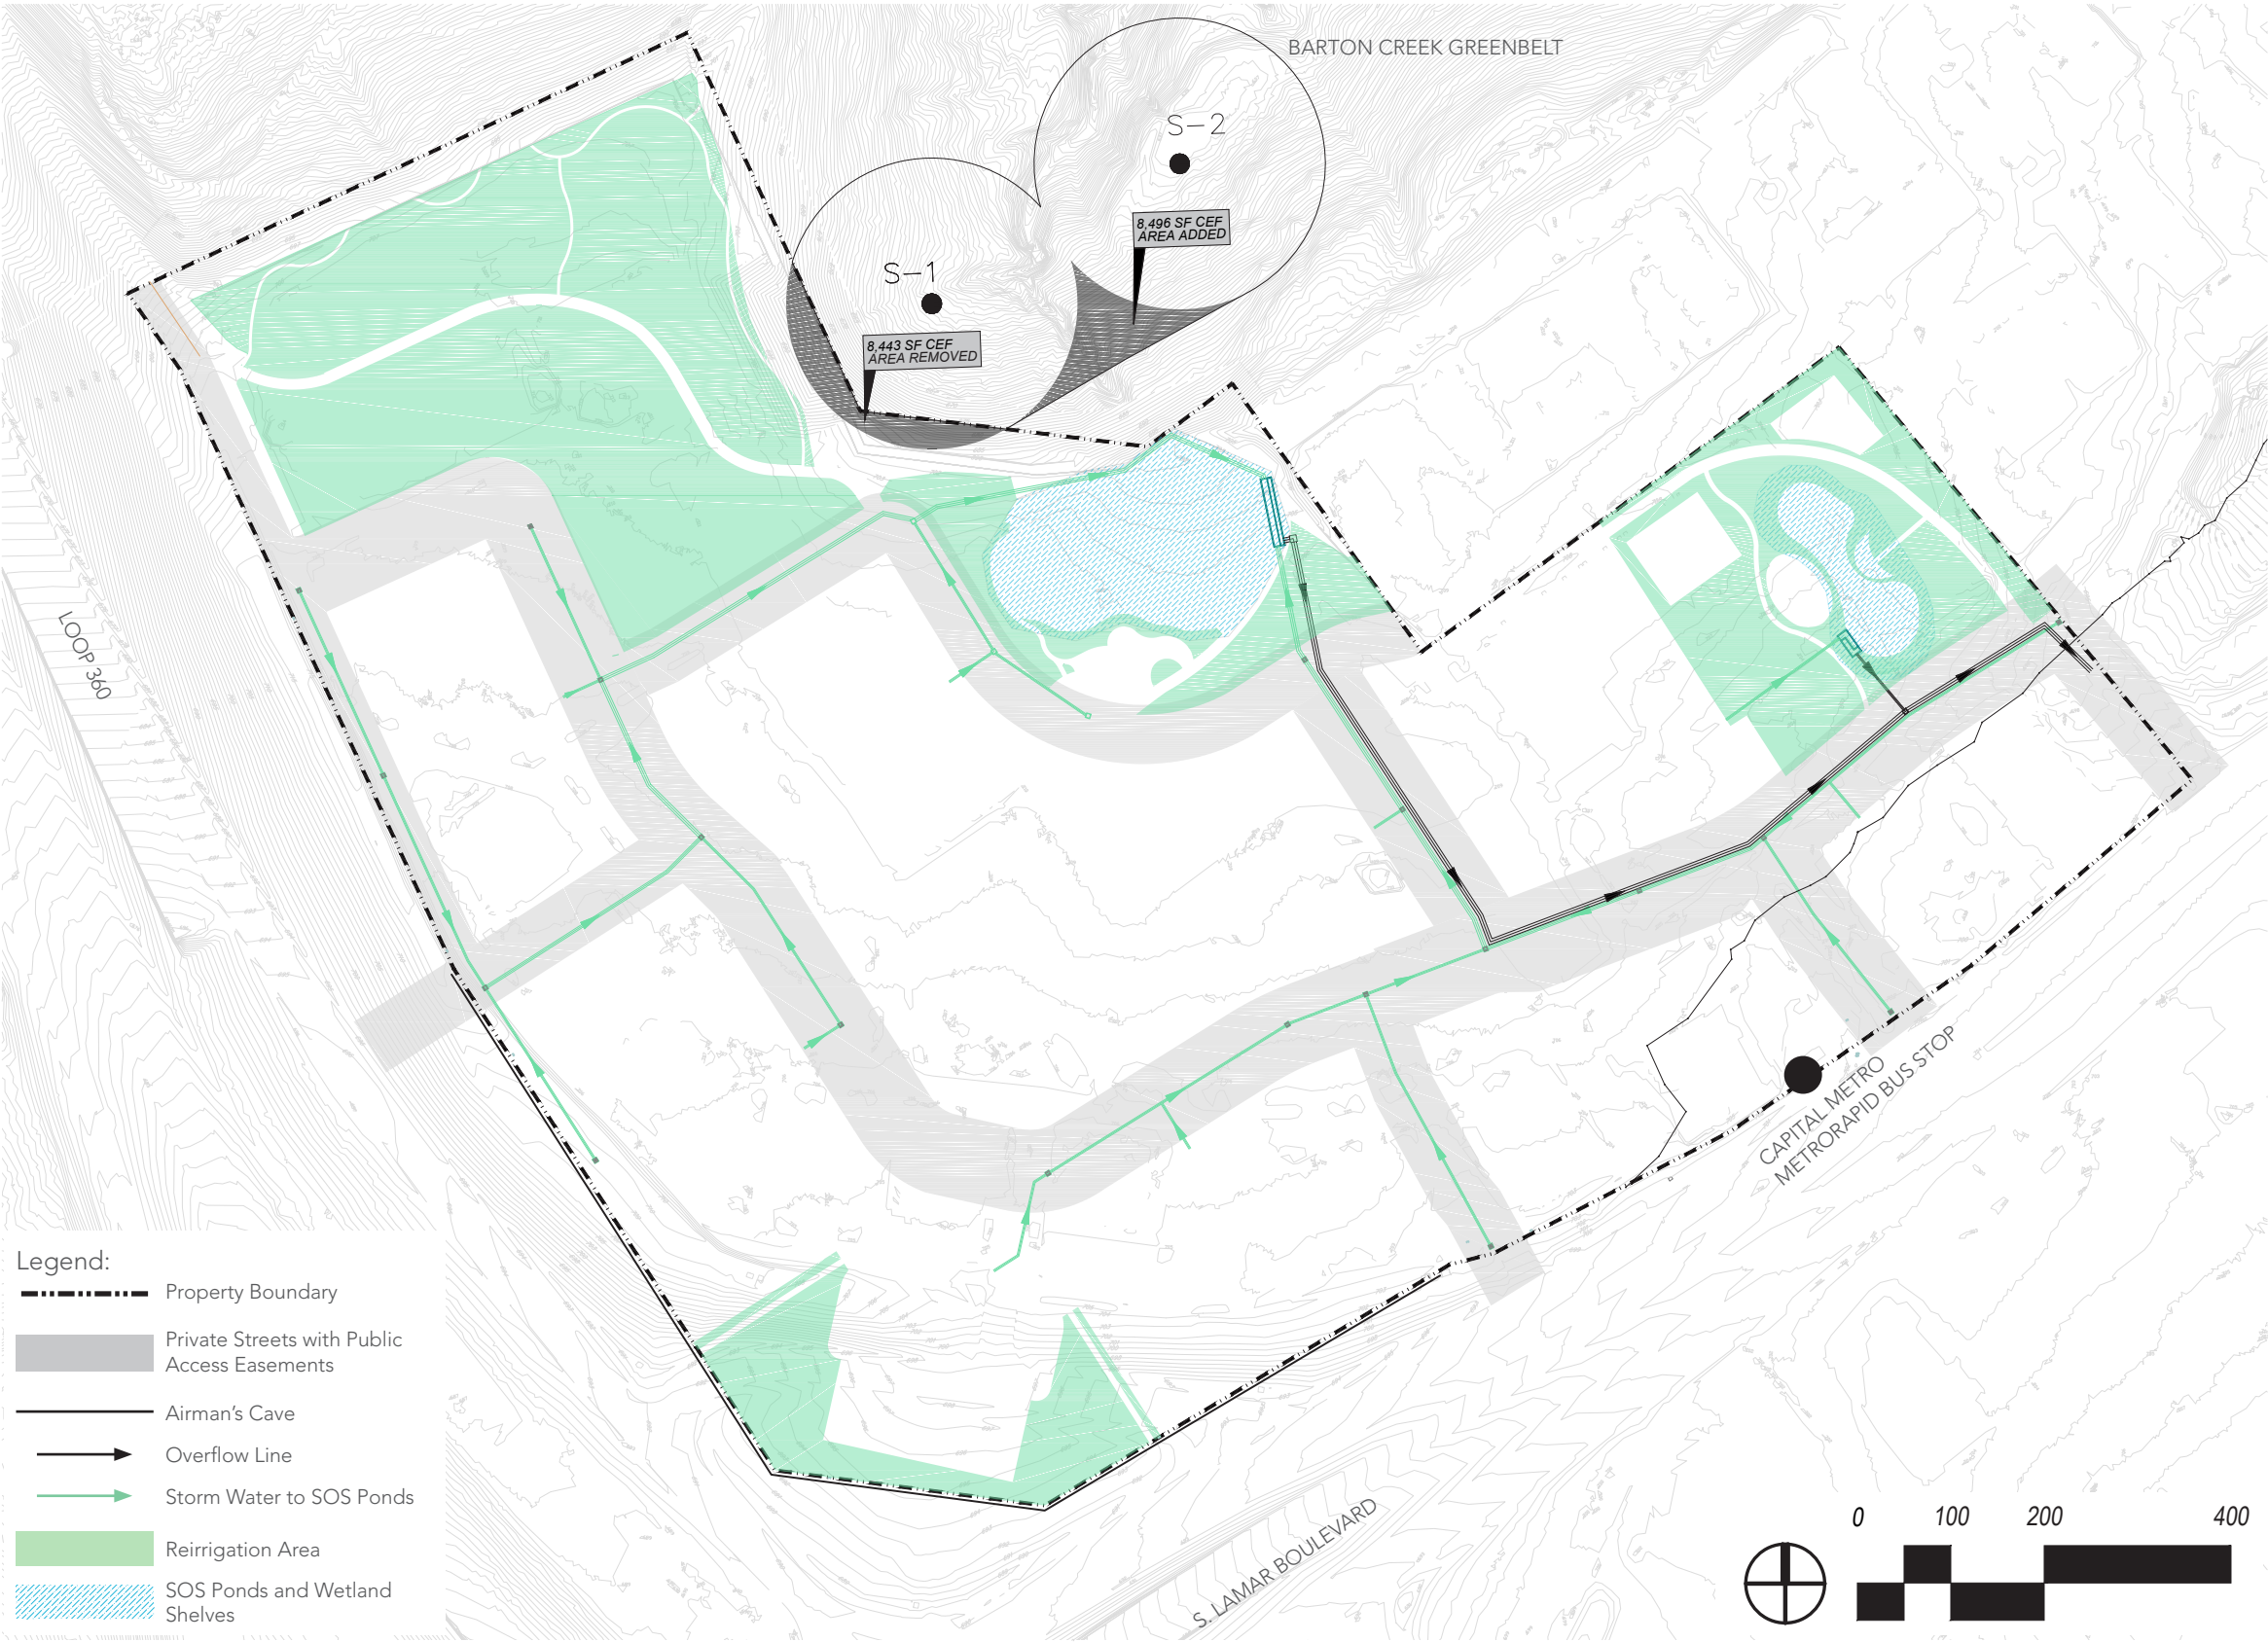 BARTON CREEK GREENBELT
S-2
8,496 SF CEF
AREA ADDED
S-1
8,443 SF CEF
AREA REMOVED
LOOP 360
CAPITAL METRO
METRORAPID BUS STOP
S. LAMAR BOULEVARD
Legend:
Property Boundary
Private Streets with Public
Access Easements
Airman's Cave
Overflow Line
Storm Water to SOS Ponds
Reirrigation Area
SOS Ponds and Wetland
Shelves
0 100 200 400